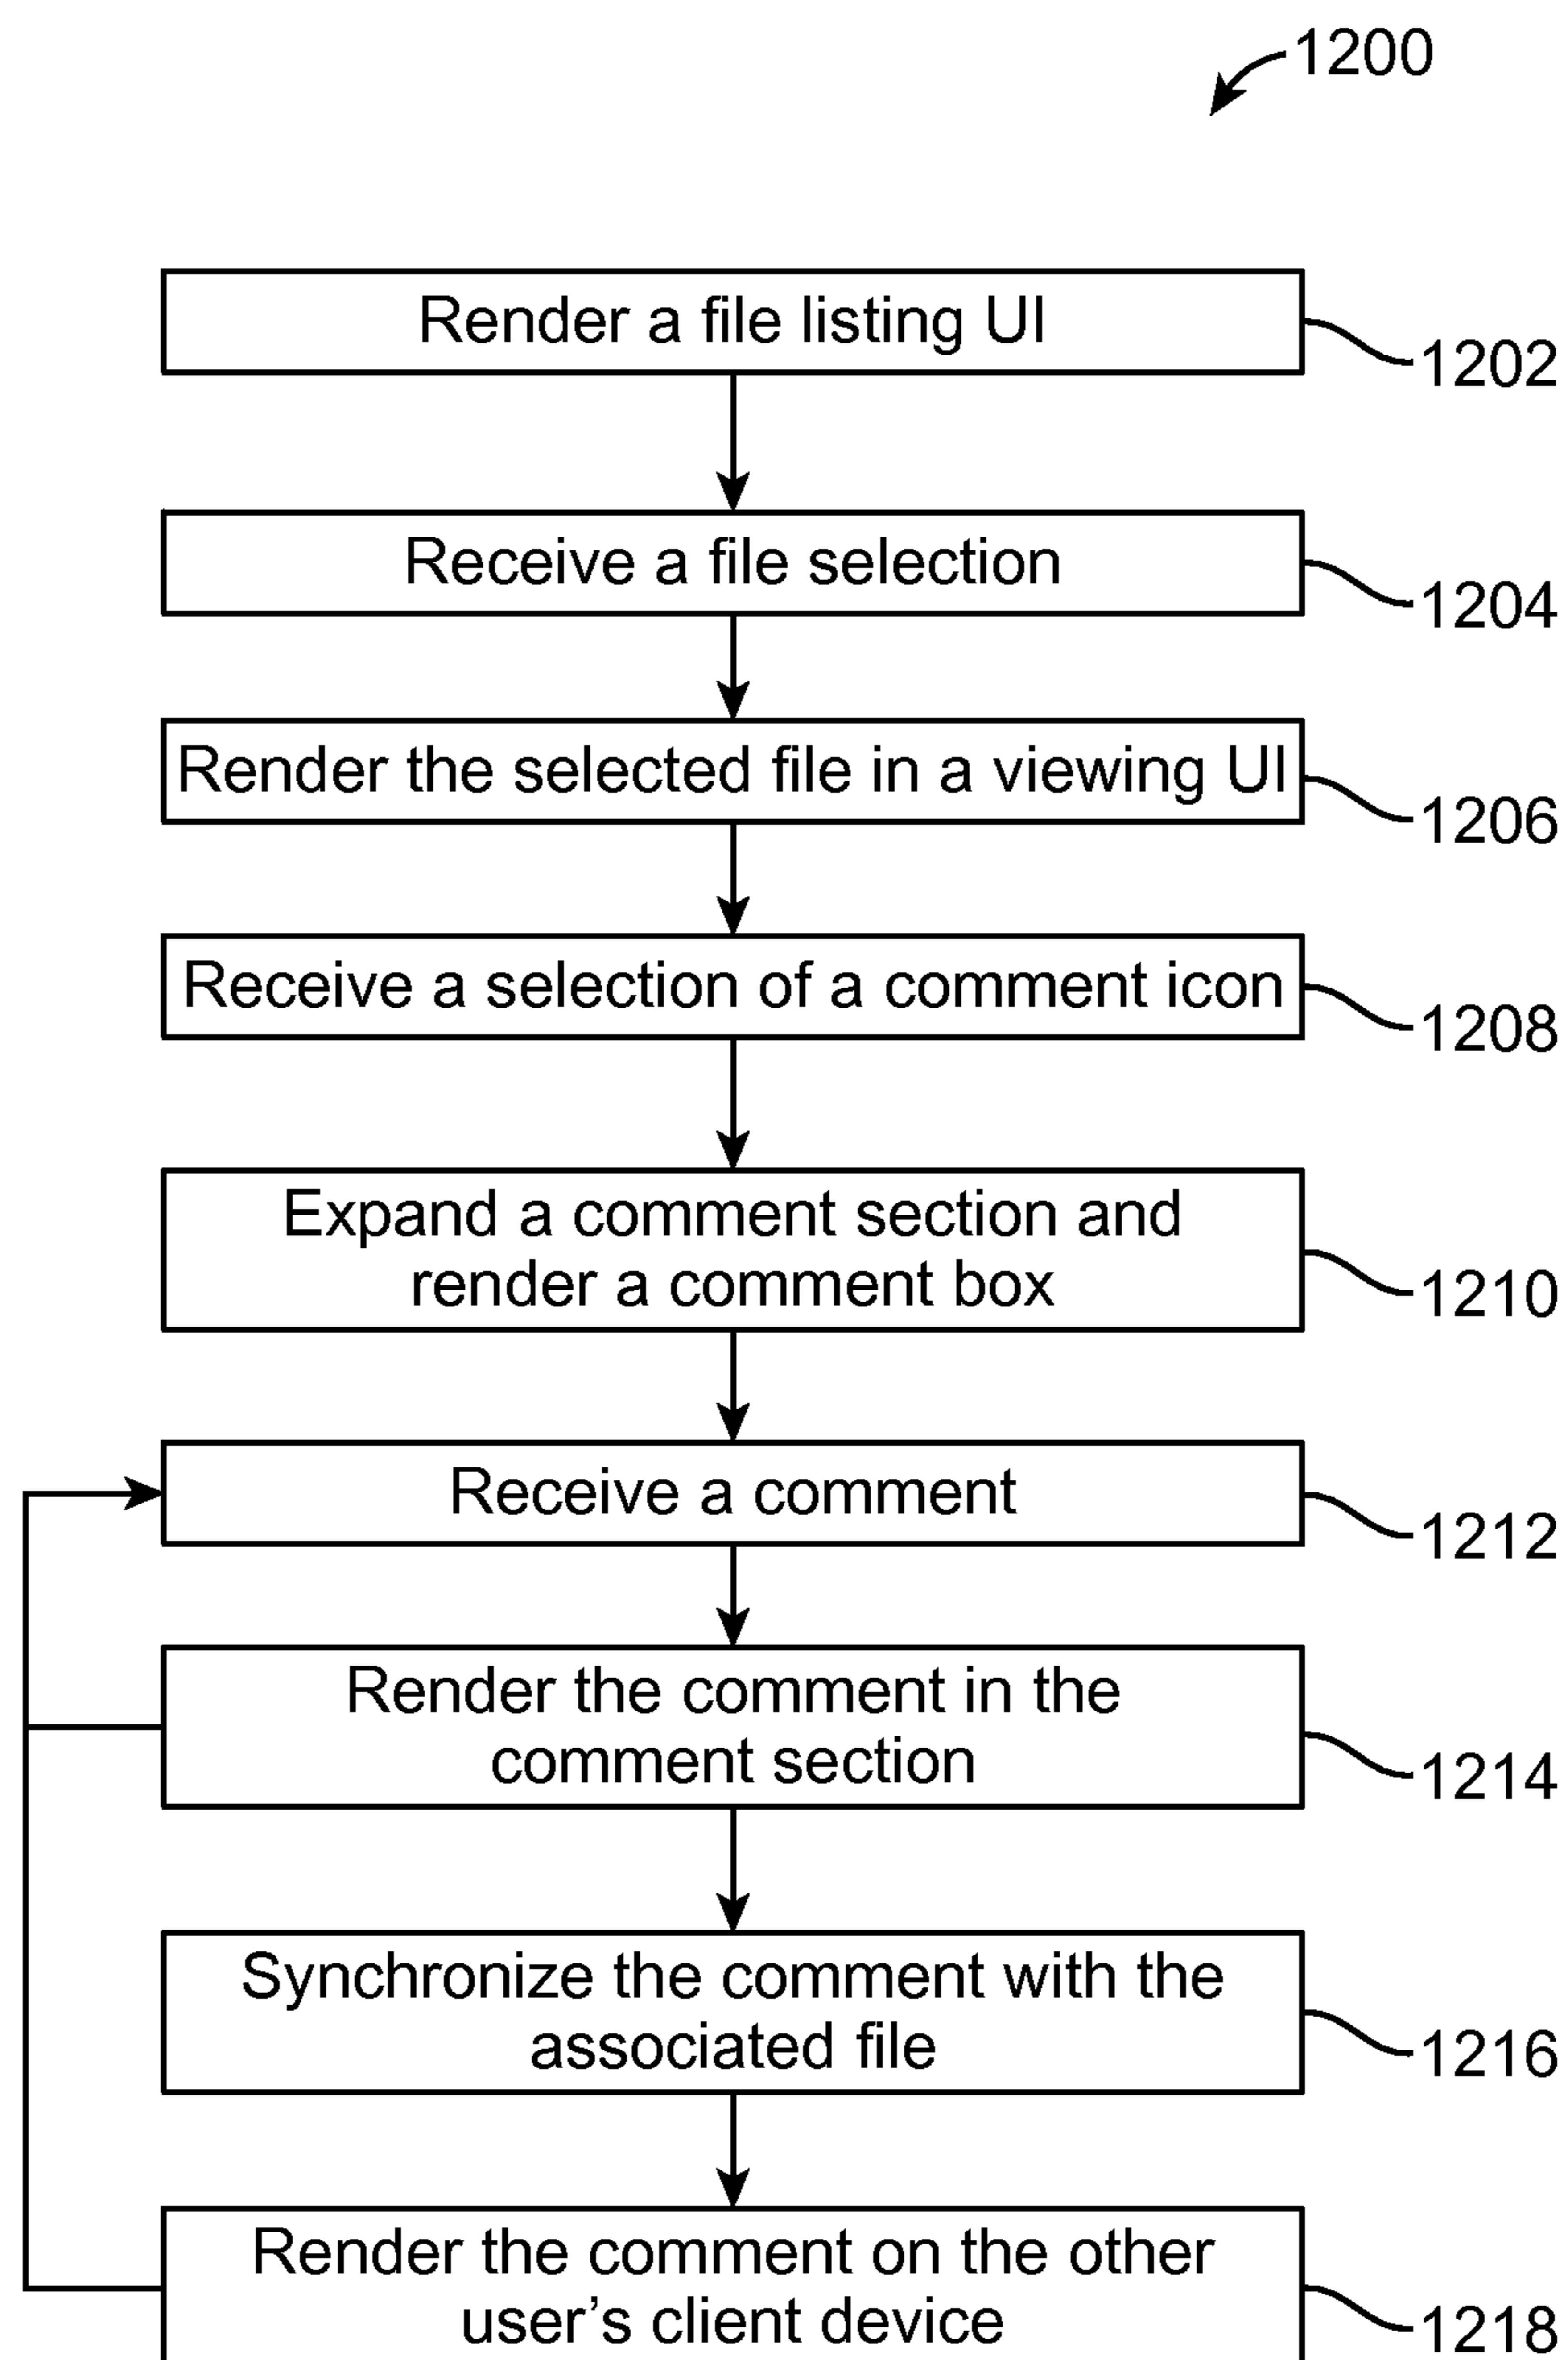 1200
Render a file listing UI
1202
Receive a file selection
1204
Render the selected file in a viewing UI
1206
Receive a selection of a comment icon
1208
Expand a comment section and
render a comment box
1210
Receive a comment
1212
Render the comment in the
comment section
1214
Synchronize the comment with the
associated file
1216
Render the comment on the other
user’s client device
1218